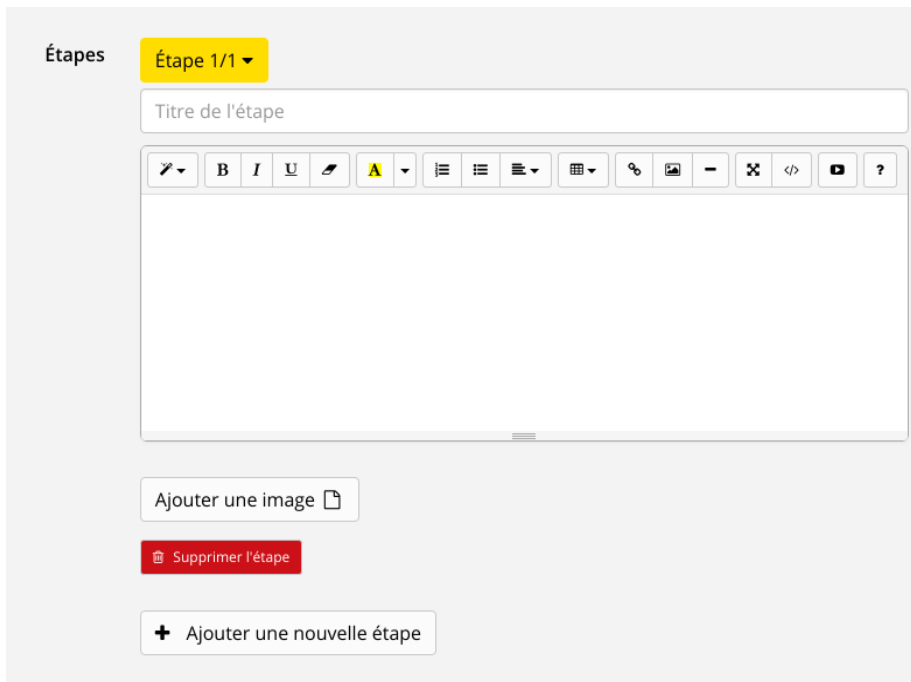 Étapes
Étape 1/1
Titre de l'étape
B I U A </> ?
Ajouter une image
Supprimer l'étape
Ajouter une nouvelle étape